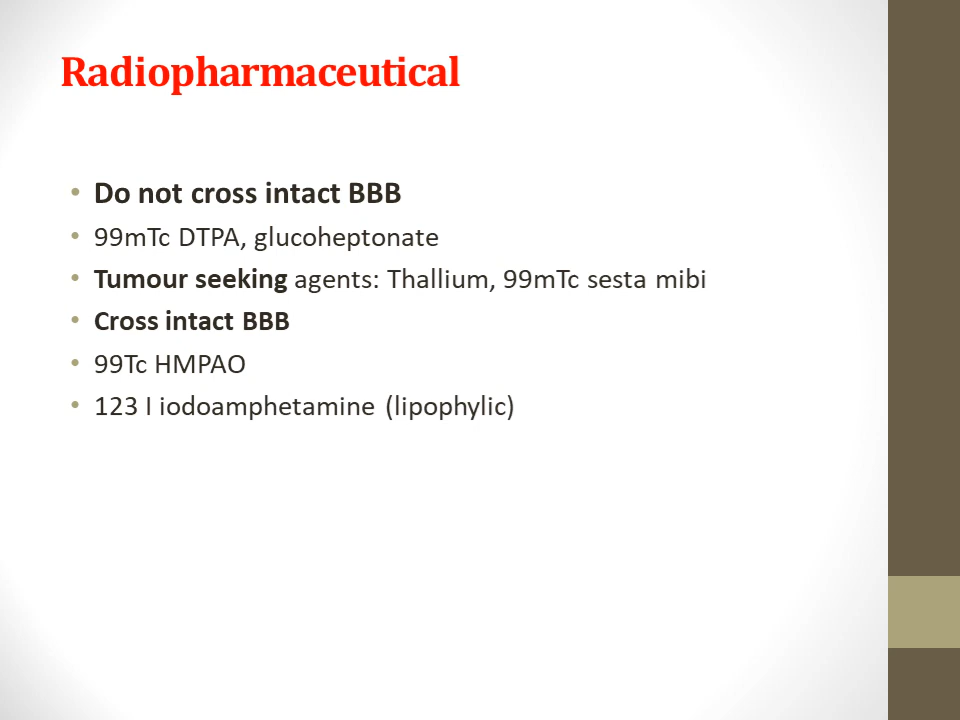 Radiopharmaceutical
• Do not cross intact BBB
• 99mTc DTPA, glucoheptonate
• Tumour seeking agents: Thallium, 99mTc sesta mibi
• Cross intact BBB
• 99Tc HMPAO
• 123 I iodoamphetamine (lipophylic)